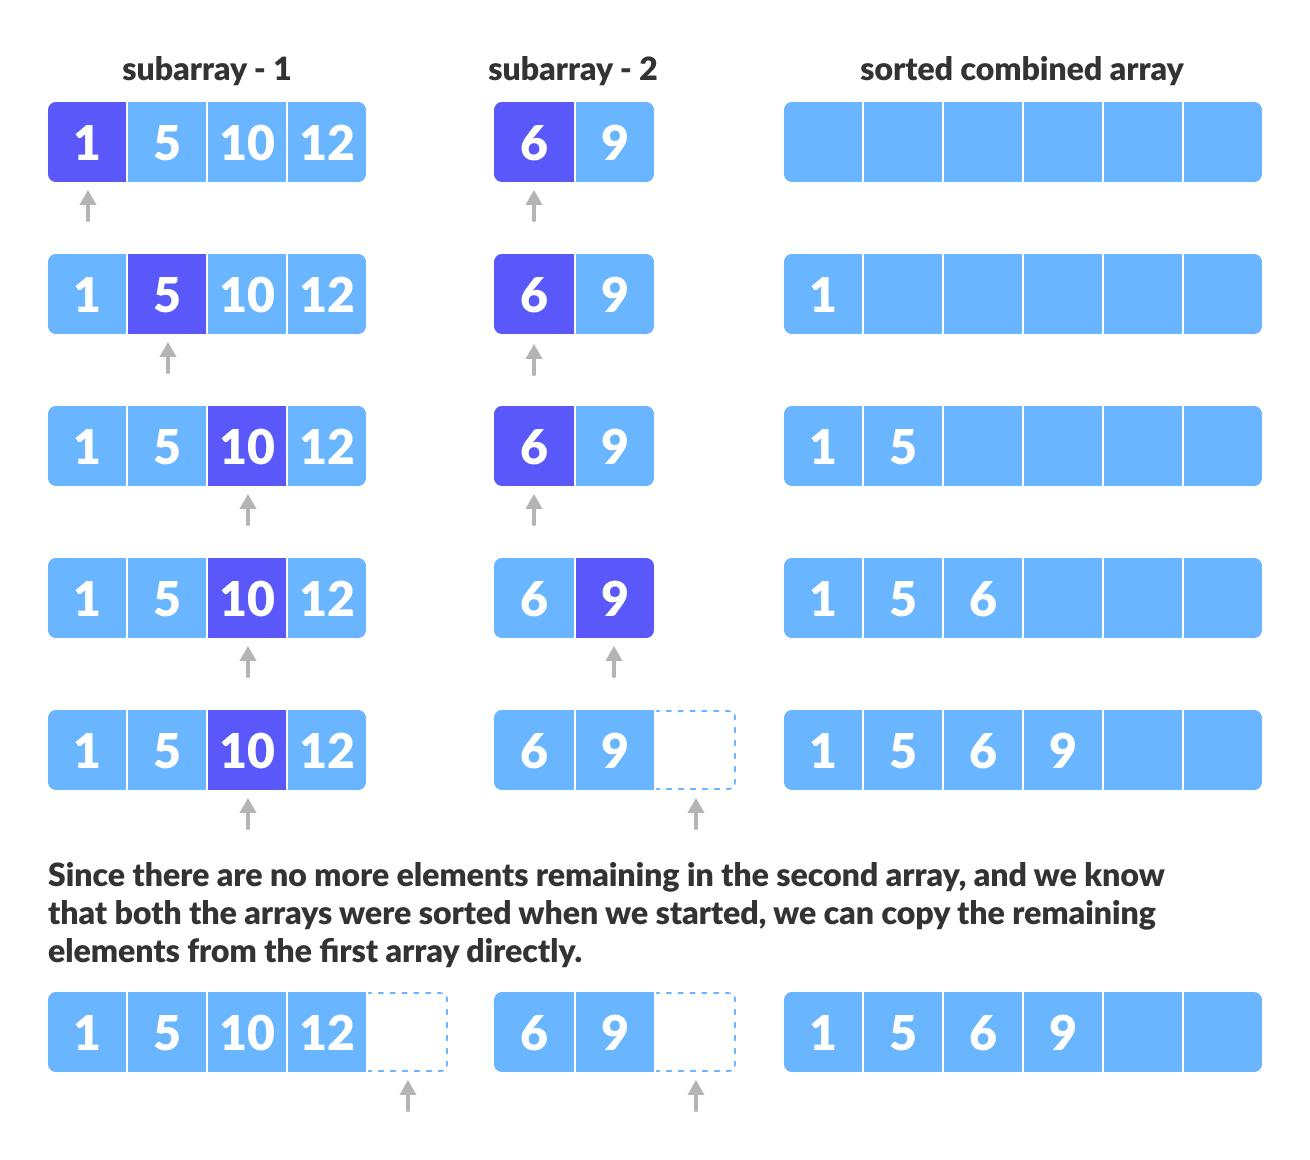 subarray - 1 subarray - 2 sorted combined array
1 5 10 12 6 9
1 5 10 12 6 9 1
1 5 10 12 6 9 1 5
1 5 10 12 6 9 1 5 6
1 5 10 12 6 9 1 5 6 9
Since there are no more elements remaining in the second array, and we know
that both the arrays were sorted when we started, we can copy the remaining
elements from the first array directly.
1 5 10 12 6 9 1 5 6 9